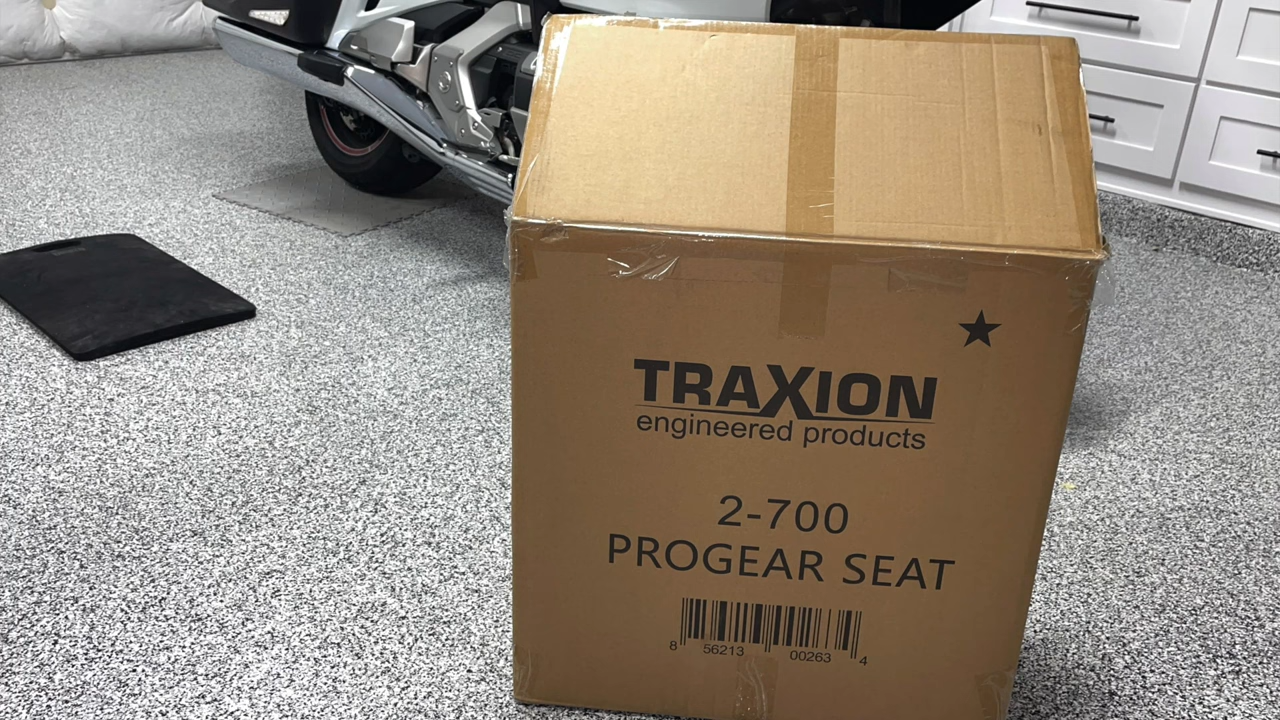 TRAXION
engineered products
2-700
PROGEAR SEAT
8 56213 00263 4